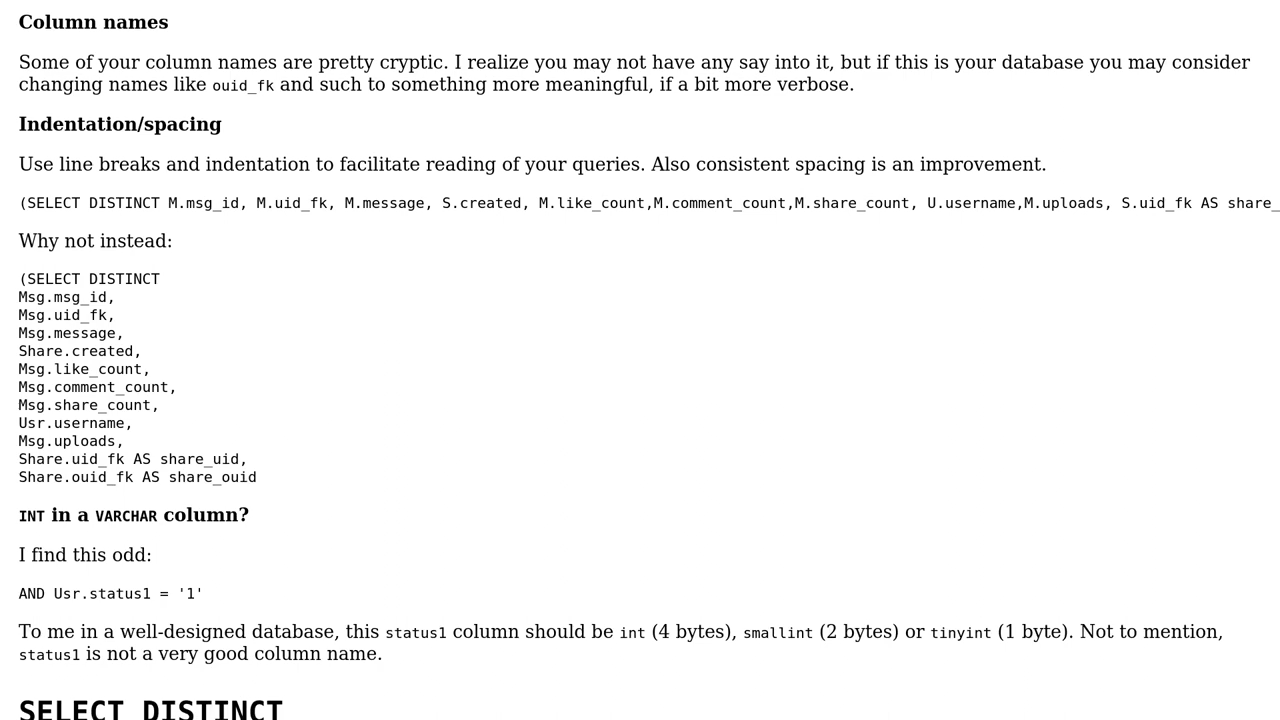 Column names
Some of your column names are pretty cryptic. I realize you may not have any say into it, but if this is your database you may consider
changing names like ouid_fk and such to something more meaningful, if a bit more verbose.
Indentation/spacing
Use line breaks and indentation to facilitate reading of your queries. Also consistent spacing is an improvement.
(SELECT DISTINCT M.msg_id, M.uid_fk, M.message, S.created, M.like_count,M.comment_count,M.share_count, U.username,M.uploads, S.uid_fk AS share_
Why not instead:
(SELECT DISTINCT
Msg.msg_id,
Msg.uid_fk,
Msg.message,
Share.created,
Msg.like_count,
Msg.comment_count,
Msg.share_count,
Usr.username,
Msg.uploads,
Share.uid_fk AS share_uid,
Share.ouid_fk AS share_ouid
INT in a VARCHAR column?
I find this odd:
AND Usr.status1 = '1'
To me in a well-designed database, this status1 column should be int (4 bytes), smallint (2 bytes) or tinyint (1 byte). Not to mention,
status1 is not a very good column name.
SELECT DISTINCT